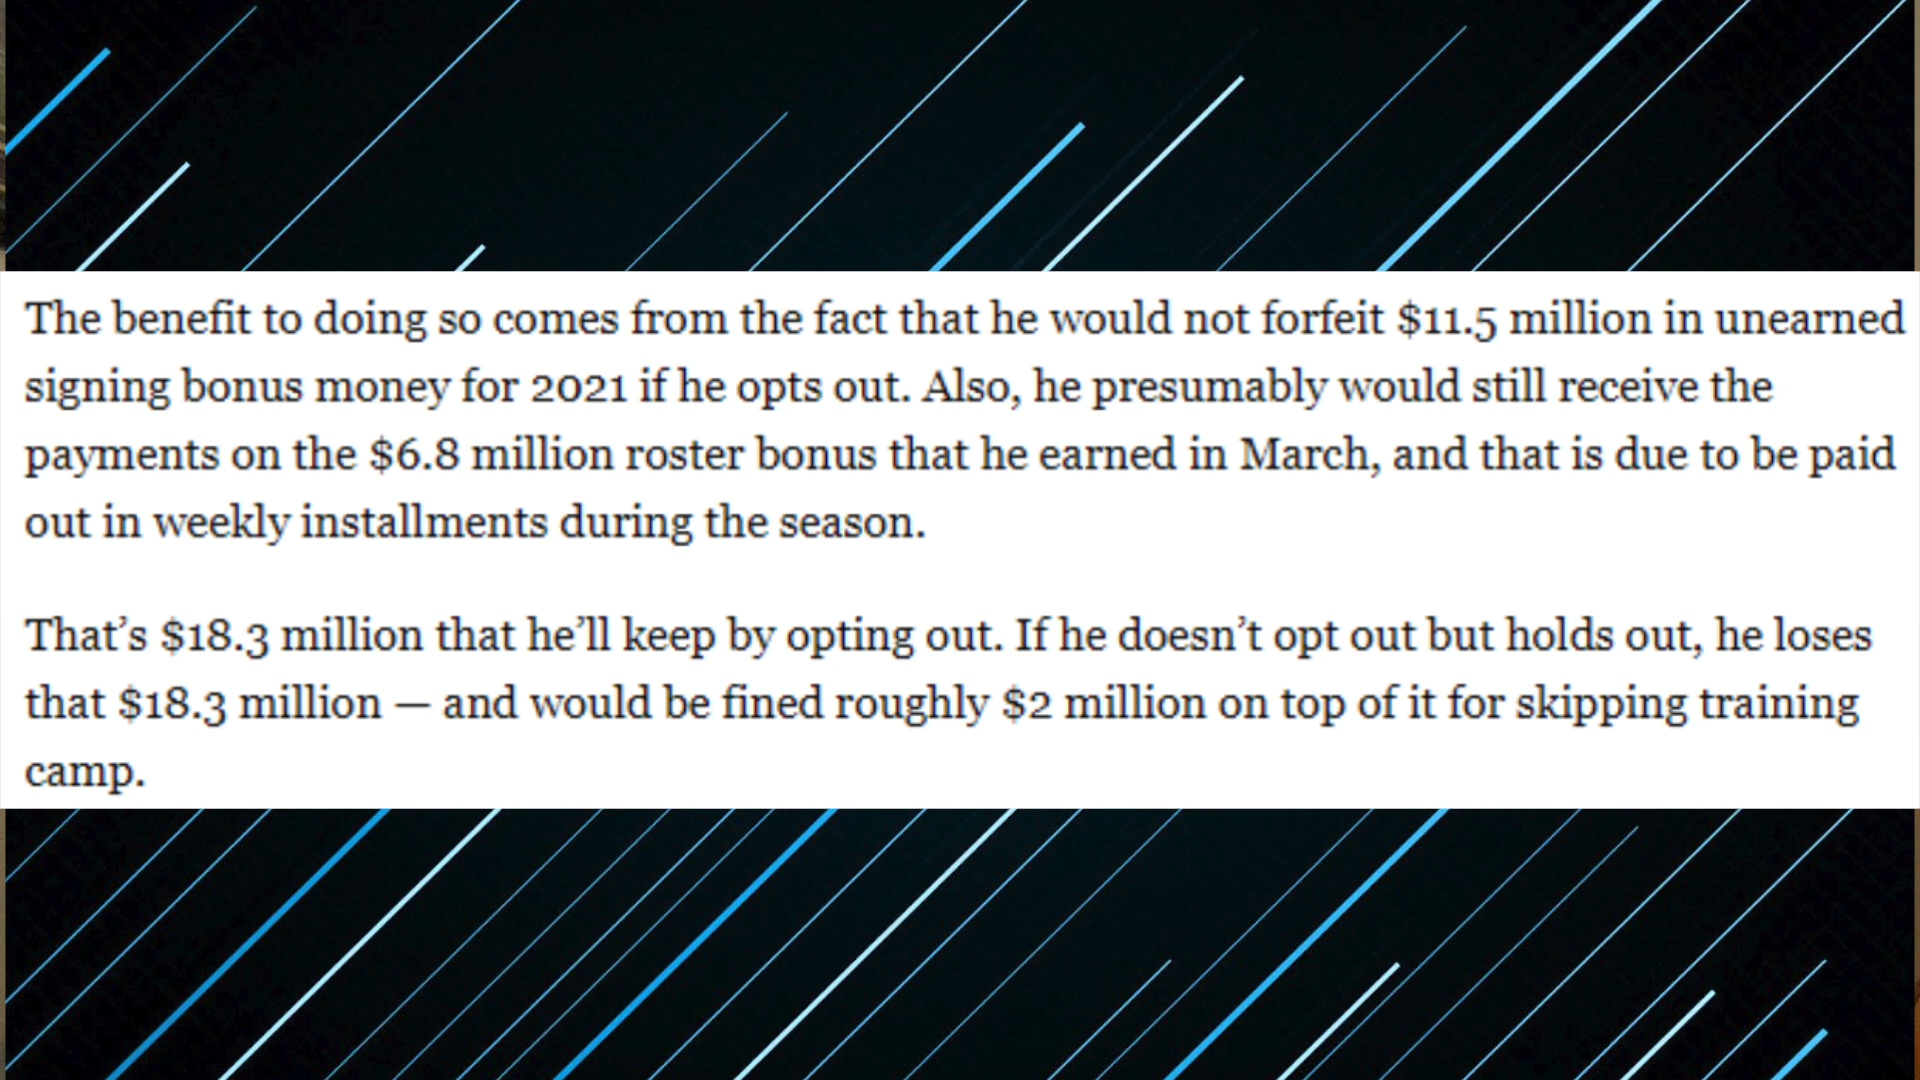 The benefit to doing so comes from the fact that he would not forfeit $11.5 million in unearned
signing bonus money for 2021 if he opts out. Also, he presumably would still receive the
payments on the $6.8 million roster bonus that he earned in March, and that is due to be paid
out in weekly installments during the season.
That’s $18.3 million that he’ll keep by opting out. If he doesn’t opt out but holds out, he loses
that $18.3 million — and would be fined roughly $2 million on top of it for skipping training
camp.